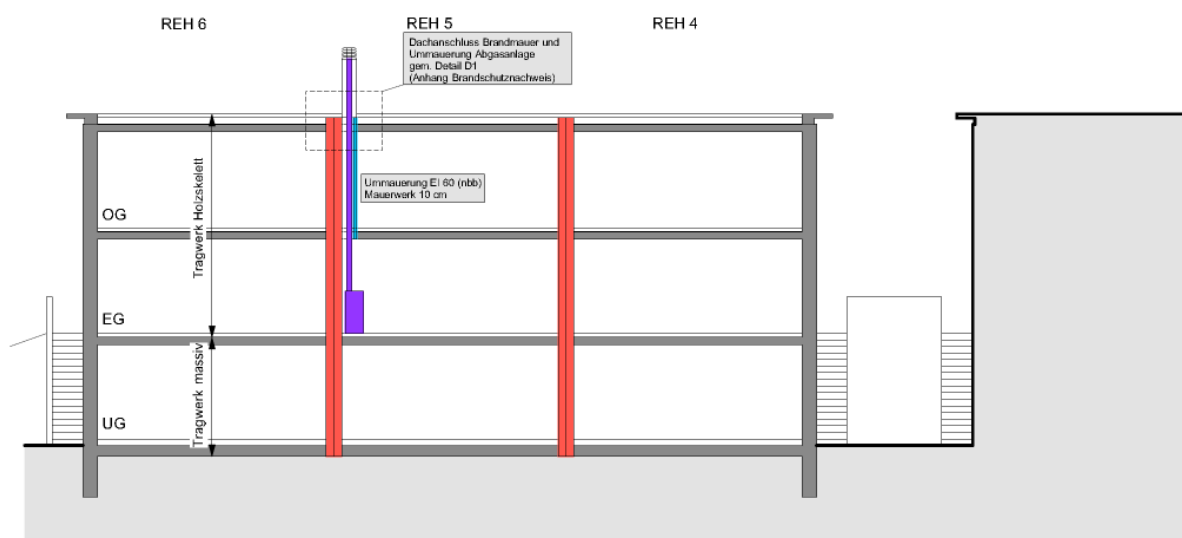 REH 6
REH 5
REH 4
Dachanschluss Brandmauer und
Ummauerung Abgasanlage
gem. Detail D1
(Anhang Brandschutznachweis)
Ummauerung EI 60 (nbb)
Mauerwerk 10 cm
OG
Tragwerk Holzskelett
EG
Tragwerk massiv
UG